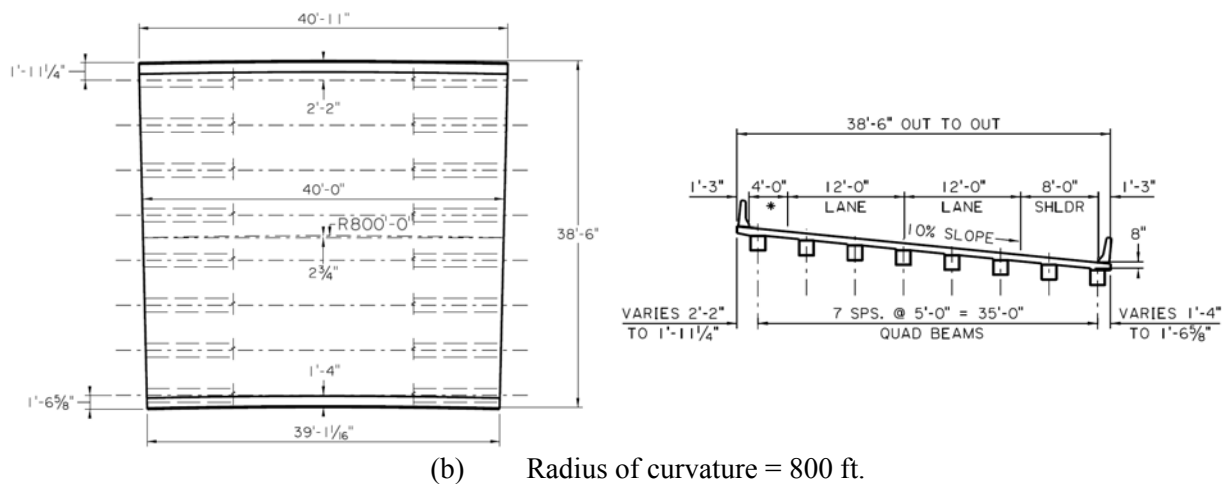 40'-11"
1'-11¼"
2'-2"
40'-0"
R800'-0"
2¾"
38'-6"
1'-4"
1'-6⅝"
39'-1⁄16"
38'-6" OUT TO OUT
1'-3" 4'-0" 12'-0" 12'-0" 8'-0" 1'-3"
* LANE LANE SHLDR
10% SLOPE
8"
VARIES 2'-2" 7 SPS. @ 5'-0" = 35'-0" VARIES 1'-4"
TO 1'-11¼" QUAD BEAMS TO 1'-6⅝"
(b) Radius of curvature = 800 ft.